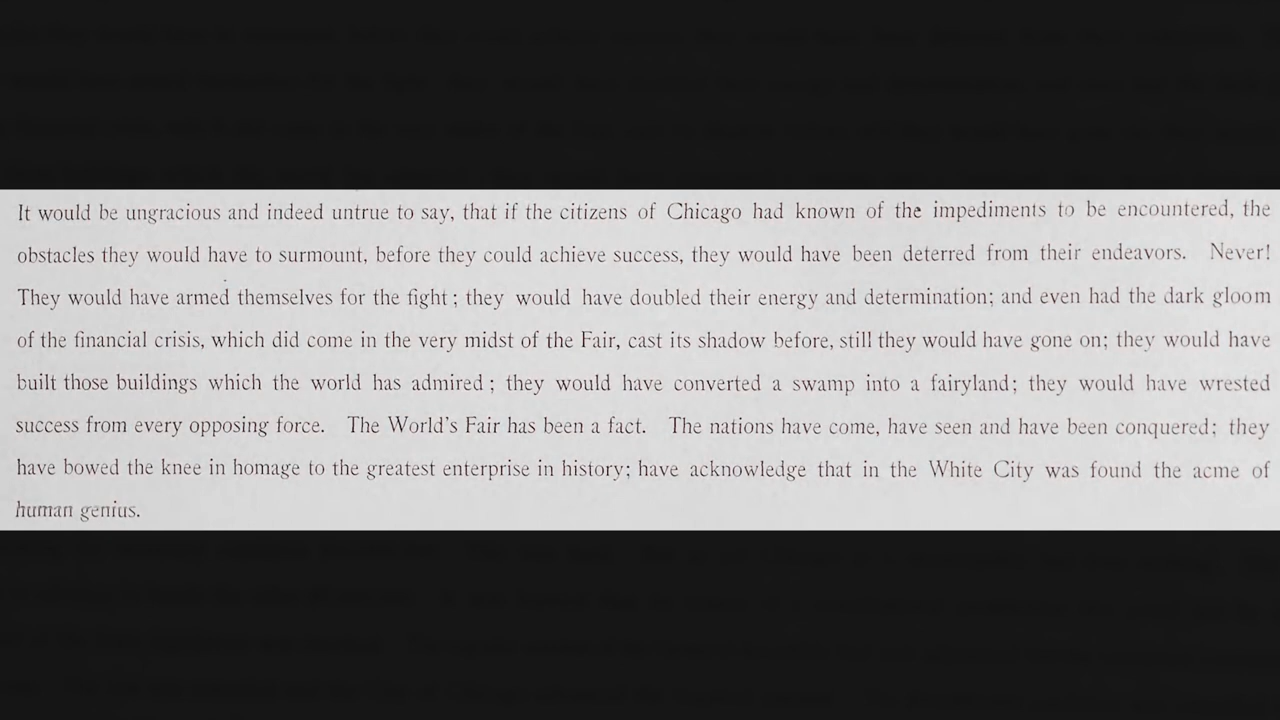 It would be ungracious and indeed untrue to say, that if the citizens of Chicago had known of the impediments to be encountered, the
obstacles they would have to surmount, before they could achieve success, they would have been deterred from their endeavors. Never!
They would have armed themselves for the fight; they would have doubled their energy and determination; and even had the dark gloom
of the financial crisis, which did come in the very midst of the Fair, cast its shadow before, still they would have gone on; they would have
built those buildings which the world has admired; they would have converted a swamp into a fairyland; they would have wrested
success from every opposing force. The World's Fair has been a fact. The nations have come, have seen and have been conquered; they
have bowed the knee in homage to the greatest enterprise in history; have acknowledge that in the White City was found the acme of
human genius.